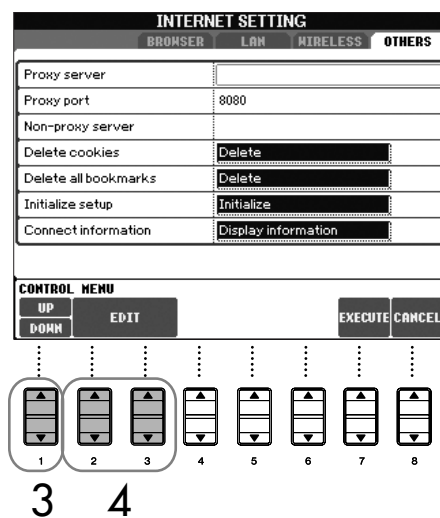 INTERNET SETTING
BROWSER LAN WIRELESS OTHERS
Proxy server
Proxy port 8080
Non-proxy server
Delete cookies Delete
Delete all bookmarks Delete
Initialize setup Initialize
Connect information Display information
CONTROL MENU
UP
DOWN
EDIT EXECUTE CANCEL
1 2 3 4 5 6 7 8
3 4